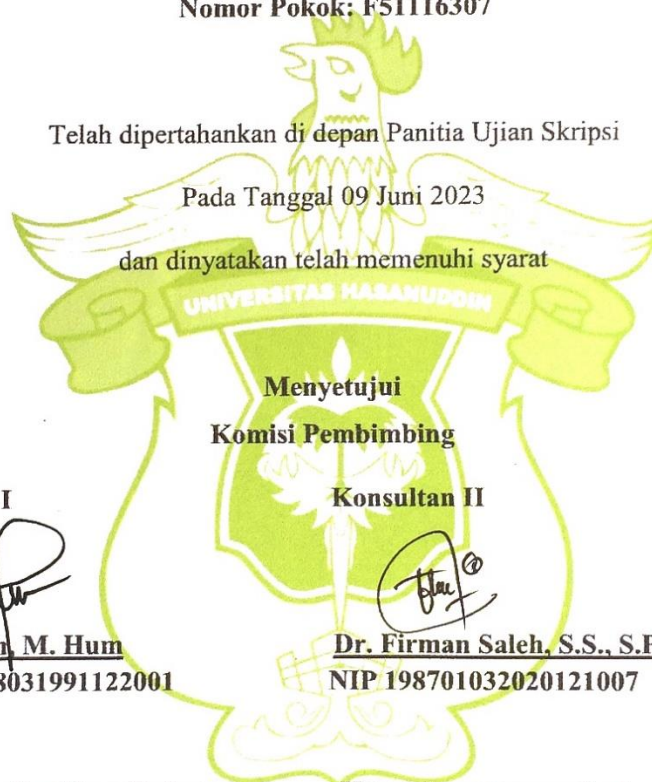 Nomor Pokok: F51116307
Telah dipertahankan di depan Panitia Ujian Skripsi
Pada Tanggal 09 Juni 2023
dan dinyatakan telah memenuhi syarat
UNIVERSITAS HASANUDDIN
Menyetujui
Komisi Pembimbing
I
Konsultan II
M. Hum
Dr. Firman Saleh, S.S., S.P
8031991122001
NIP 198701032020121007